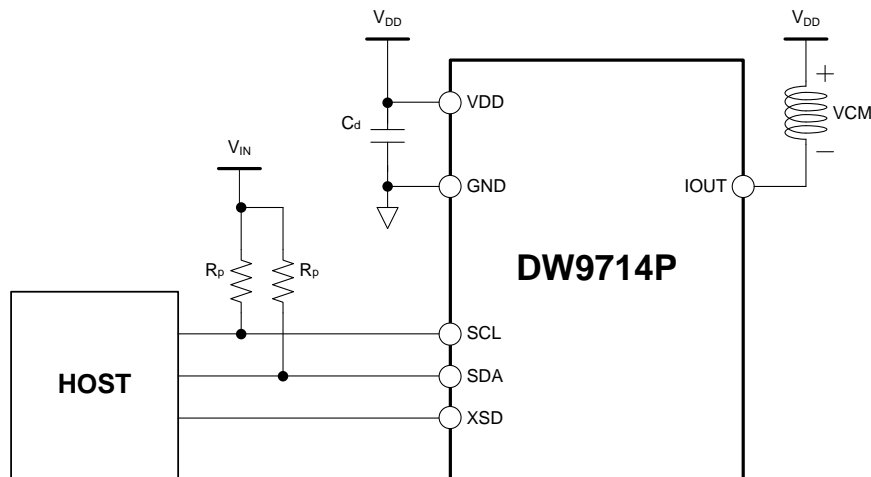 VDD
VDD
VDD
+
Cd
VCM
VIN
−
GND
IOUT
DW9714P
Rp
Rp
SCL
HOST
SDA
XSD